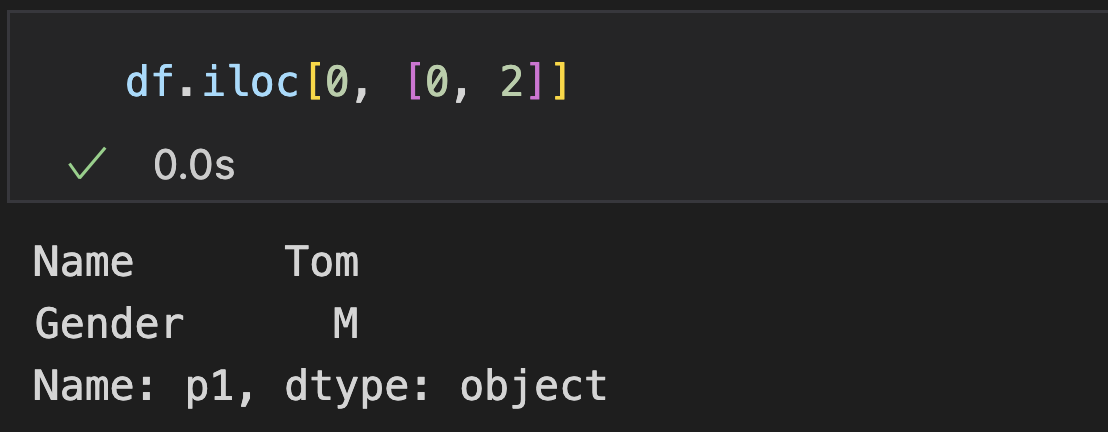 df.iloc[0, [0, 2]]
✓ 0.0s
Name      Tom
Gender      M
Name: p1, dtype: object